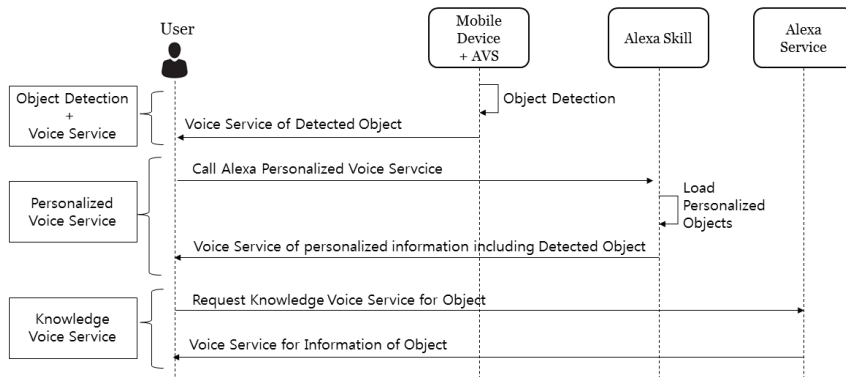 User
Mobile
Device
+ AVS
Alexa Skill
Alexa
Service
Object Detection
+
Voice Service
Object Detection
Voice Service of Detected Object
Personalized
Voice Service
Call Alexa Personalized Voice Servcice
Load
Personalized
Objects
Voice Service of personalized information including Detected Object
Knowledge
Voice Service
Request Knowledge Voice Service for Object
Voice Service for Information of Object